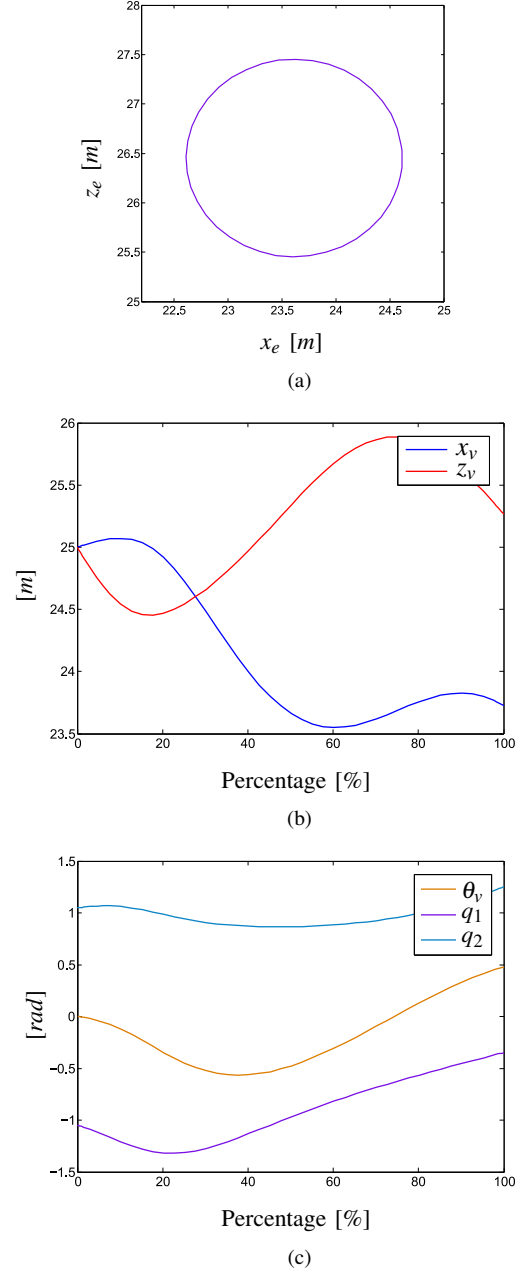 28
27.5
27
26.5
26
25.5
25
z_e [m]
22.5 23 23.5 24 24.5 25
x_e [m]
(a)
26
25.5
25
24.5
24
23.5
[m]
x_v
z_v
0 20 40 60 80 100
Percentage [%]
(b)
1.5
1
0.5
0
−0.5
−1
−1.5
[rad]
θ_v
q_1
q_2
0 20 40 60 80 100
Percentage [%]
(c)